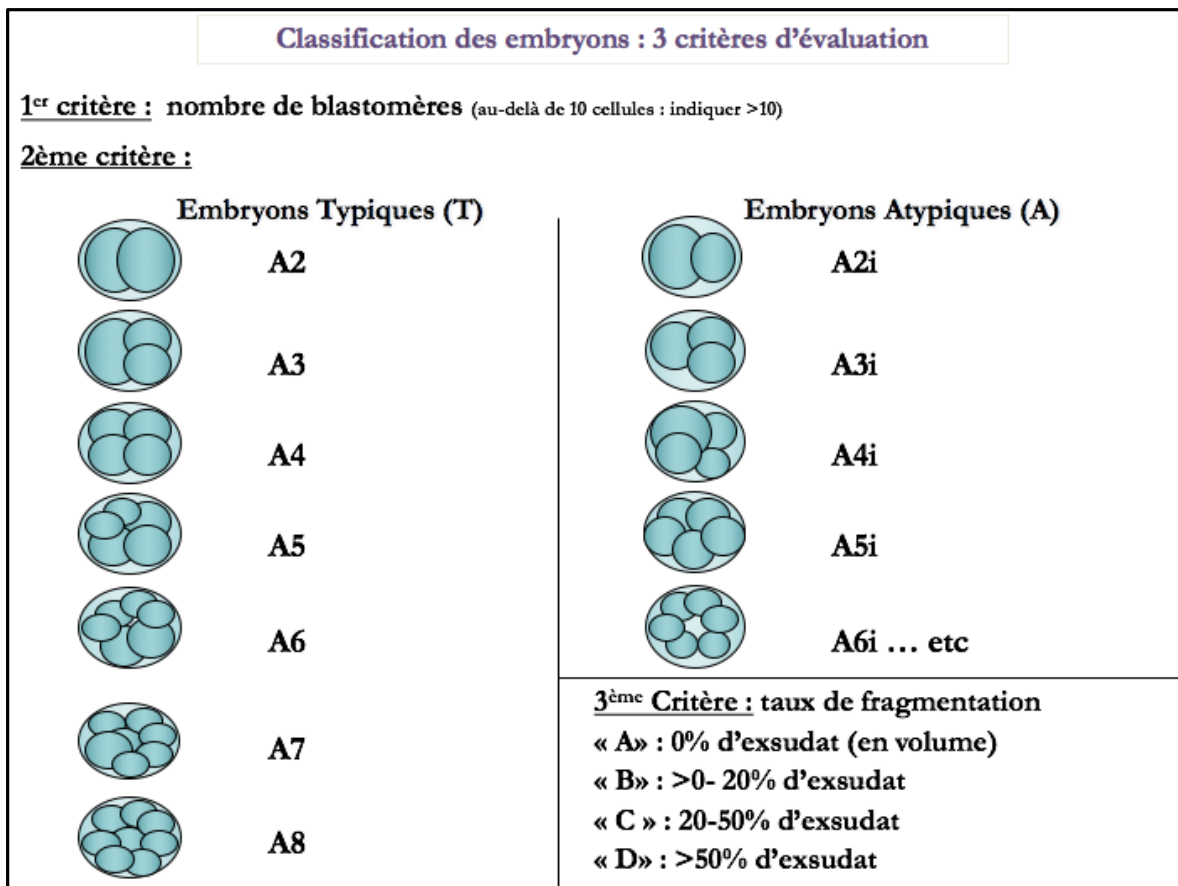 Classification des embryons : 3 critères d'évaluation
1er critère : nombre de blastomères (au-delà de 10 cellules : indiquer >10)
2ème critère :
Embryons Typiques (T)
A2
A3
A4
A5
A6
A7
A8
Embryons Atypiques (A)
A2i
A3i
A4i
A5i
A6i ... etc
3ème Critère : taux de fragmentation
« A» : 0% d'exsudat (en volume)
« B» : >0- 20% d'exsudat
« C » : 20-50% d'exsudat
« D» : >50% d'exsudat